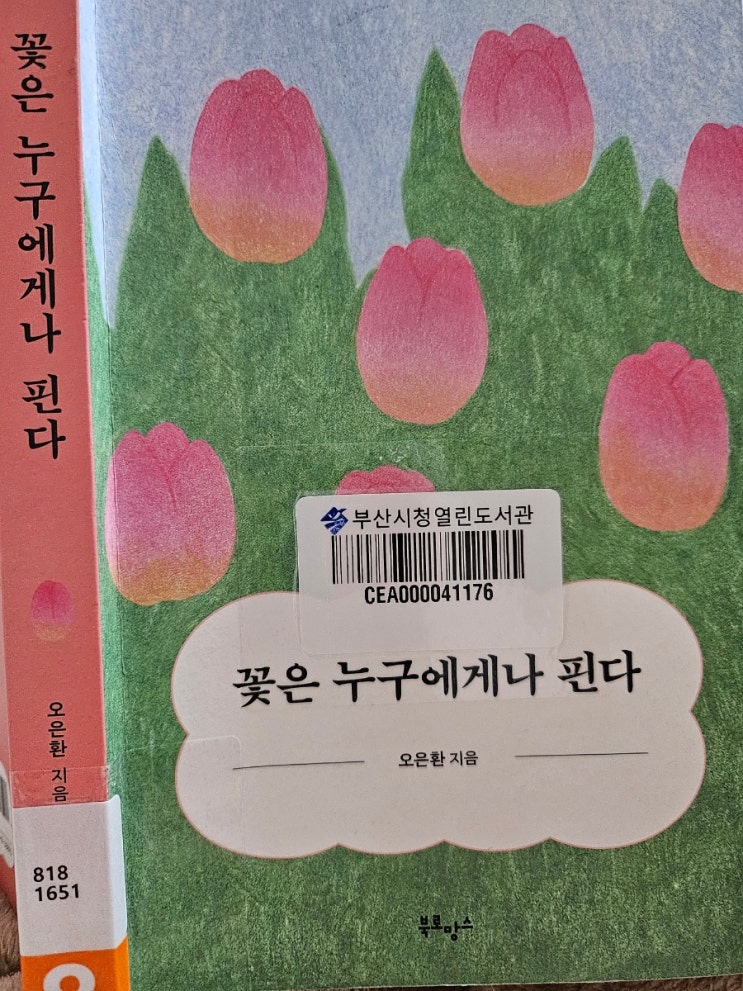 꽃은 누구에게나 핀다
오은환 지음
818
1651
부산시청열린도서관
CEA000041176
꽃은 누구에게나 핀다
오은환 지음
북로망스